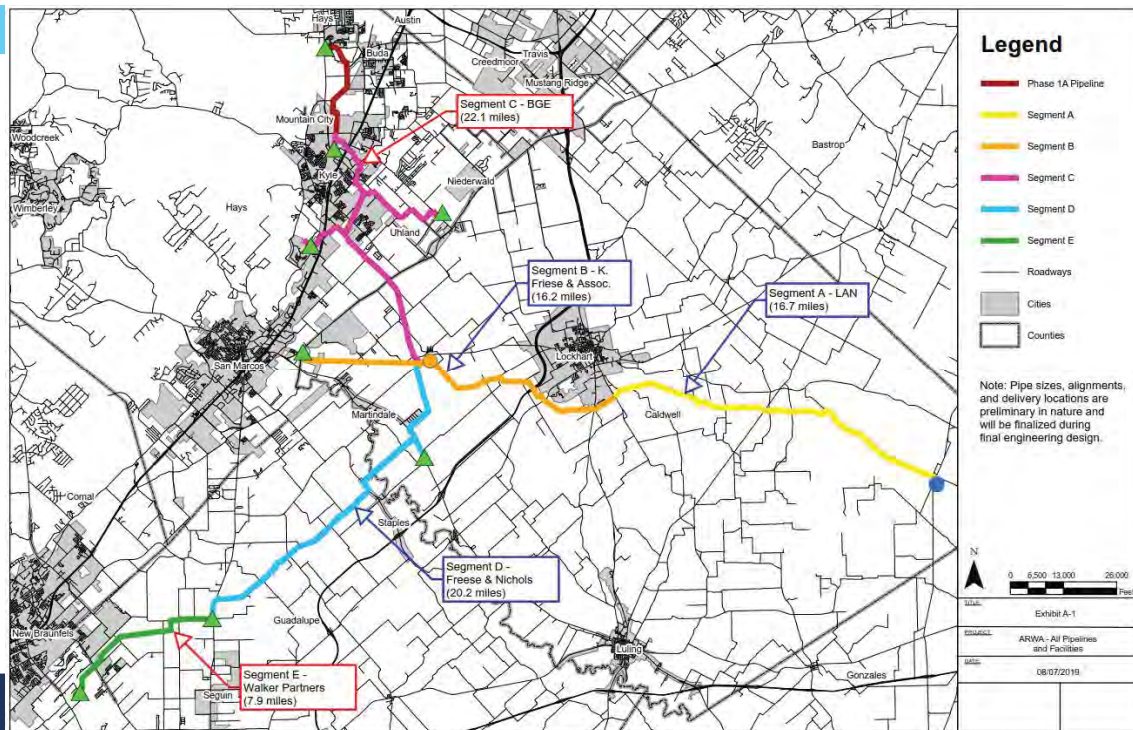 Hays
Austin
Buda
Travis
Creedmoor
Mustang Ridge
Segment C - BGE
(22.1 miles)
Mountain City
Woodcreek
Bastrop
Kyle
Niederwald
Wimberley
Hays
Uhland
Segment B - K.
Friese & Assoc.
(16.2 miles)
Segment A - LAN
(16.7 miles)
San Marcos
Lockhart
Martindale
Caldwell
Comal
Staples
Segment D -
Freese & Nichols
(20.2 miles)
New Braunfels
Guadalupe
Luling
Segment E -
Walker Partners
(7.9 miles)
Seguin
Gonzales
Legend
Phase 1A Pipeline
Segment A
Segment B
Segment C
Segment D
Segment E
Roadways
Cities
Counties
Note: Pipe sizes, alignments,
and delivery locations are
preliminary in nature and
will be finalized during
final engineering design.
N
0 6,500 13,000 26,000
Feet
TITLE:
Exhibit A-1
PROJECT:
ARWA - All Pipelines
and Facilities
DATE:
08/07/2019